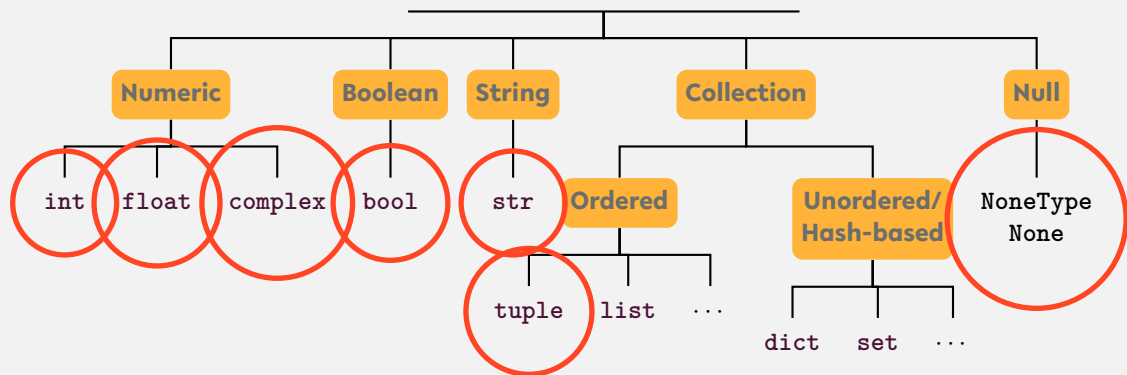 Numeric Boolean String Collection Null
int float complex bool str Ordered Unordered/ NoneType
Hash-based None
tuple list ...
dict set ...